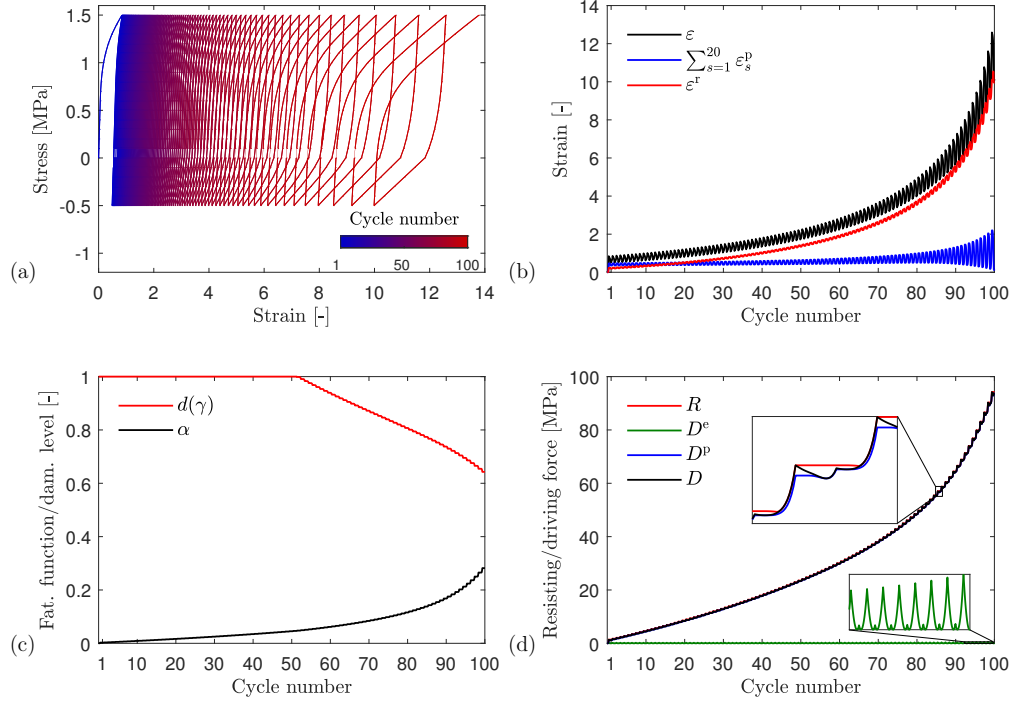 1.5
1
0.5
0
-0.5
-1
Stress [MPa]
Cycle number
1 50 100
0 2 4 6 8 10 12 14
Strain [-]
(a)
14
12
10
8
6
4
2
0
Strain [-]
ε
∑_{s=1}^{20} ε_s^p
ε^r
1 10 20 30 40 50 60 70 80 90 100
Cycle number
(b)
1
0.8
0.6
0.4
0.2
0
Fat. function/dam. level [-]
d(γ)
α
1 10 20 30 40 50 60 70 80 90 100
Cycle number
(c)
100
80
60
40
20
0
Resisting/driving force [MPa]
R
D^e
D^p
D
1 10 20 30 40 50 60 70 80 90 100
Cycle number
(d)